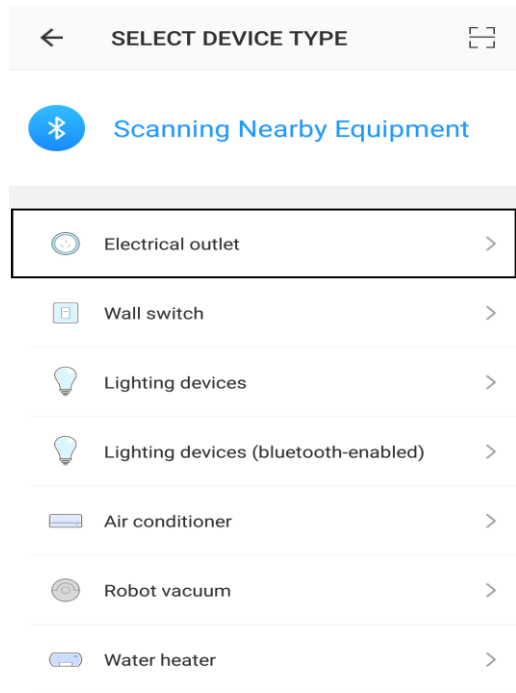 SELECT DEVICE TYPE
Scanning Nearby Equipment
Electrical outlet
Wall switch
Lighting devices
Lighting devices (bluetooth-enabled)
Air conditioner
Robot vacuum
Water heater